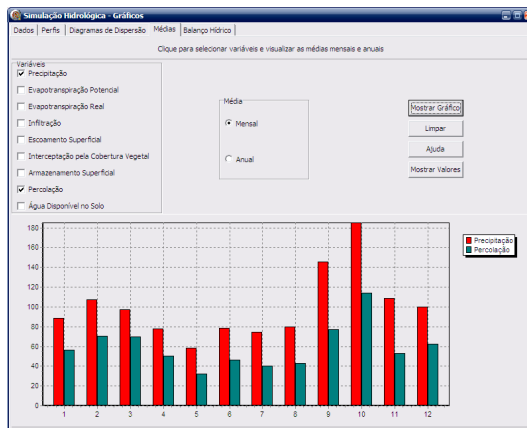 Simulação Hidrológica - Gráficos
Dados Perfis Diagramas de Dispersão Médias Balanço Hídrico
Clique para selecionar variáveis e visualizar as médias mensais e anuais
Variáveis
Precipitação
Evapotranspiração Potencial
Evapotranspiração Real
Infiltração
Escoamento Superficial
Interceptação pela Cobertura Vegetal
Armazenamento Superficial
Percolação
Água Disponível no Solo
Média
Mensal
Anual
Mostrar Gráfico
Limpar
Ajuda
Mostrar Valores
180
160
140
120
100
80
60
40
20
0
1 2 3 4 5 6 7 8 9 10 11 12
Precipitação
Percolação